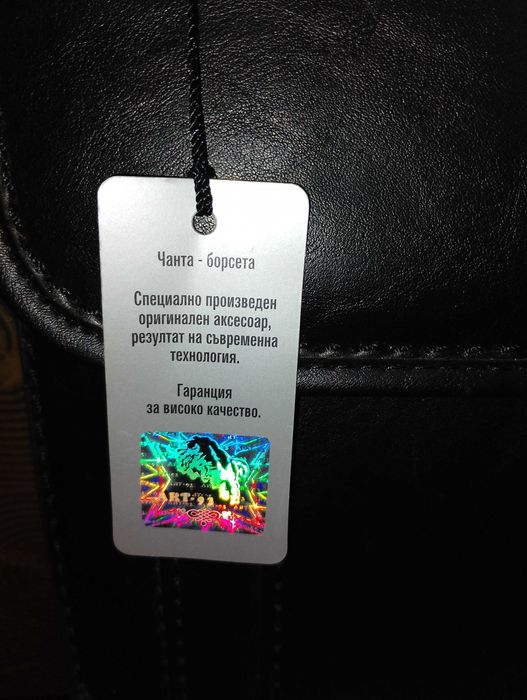 Чанта - борсета
Специално произведен
оригинален аксесоар,
резултат на съвременна
технология.
Гаранция
за високо качество.